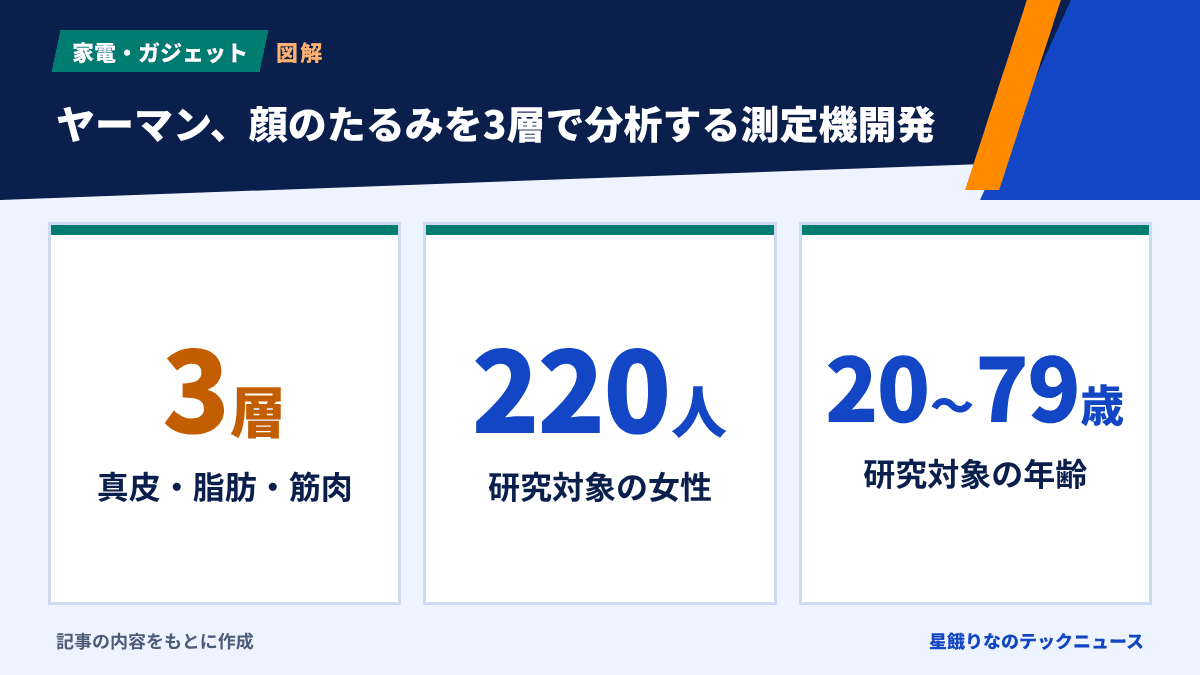 家電・ガジェット 図解
ヤーマン、顔のたるみを3層で分析する測定機開発
3層
真皮・脂肪・筋肉
220人
研究対象の女性
20～79歳
研究対象の年齢
記事の内容をもとに作成
星餓りなのテックニュース